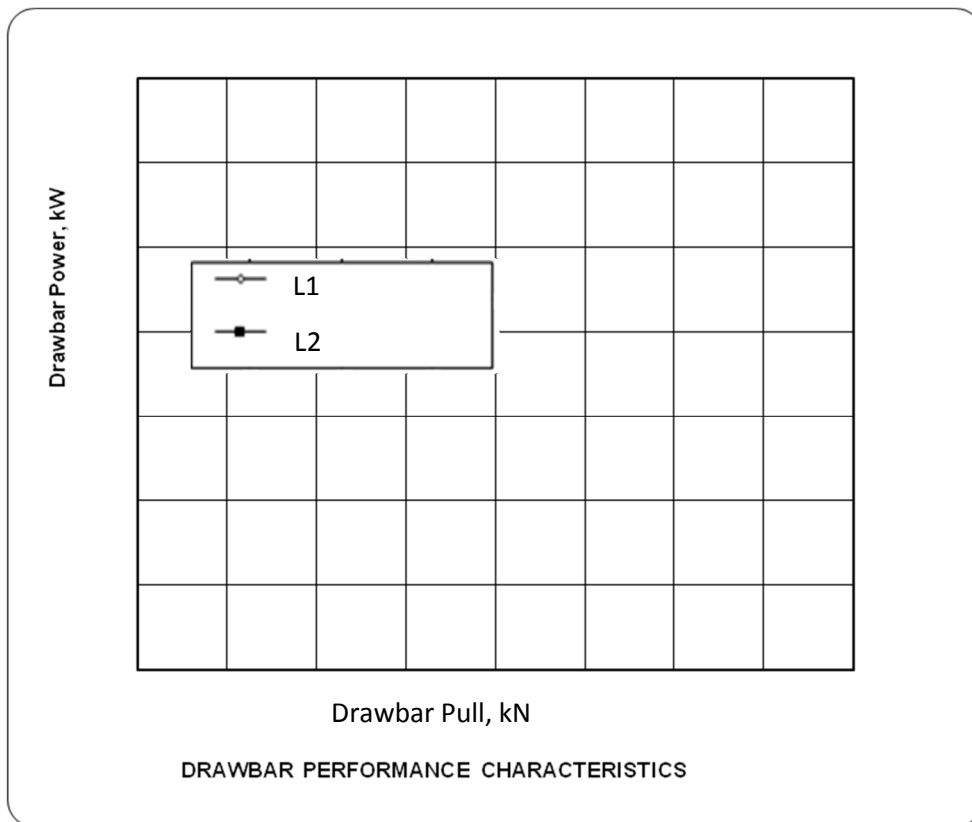 Drawbar Power, kW
L1
L2
Drawbar Pull, kN
DRAWBAR PERFORMANCE CHARACTERISTICS